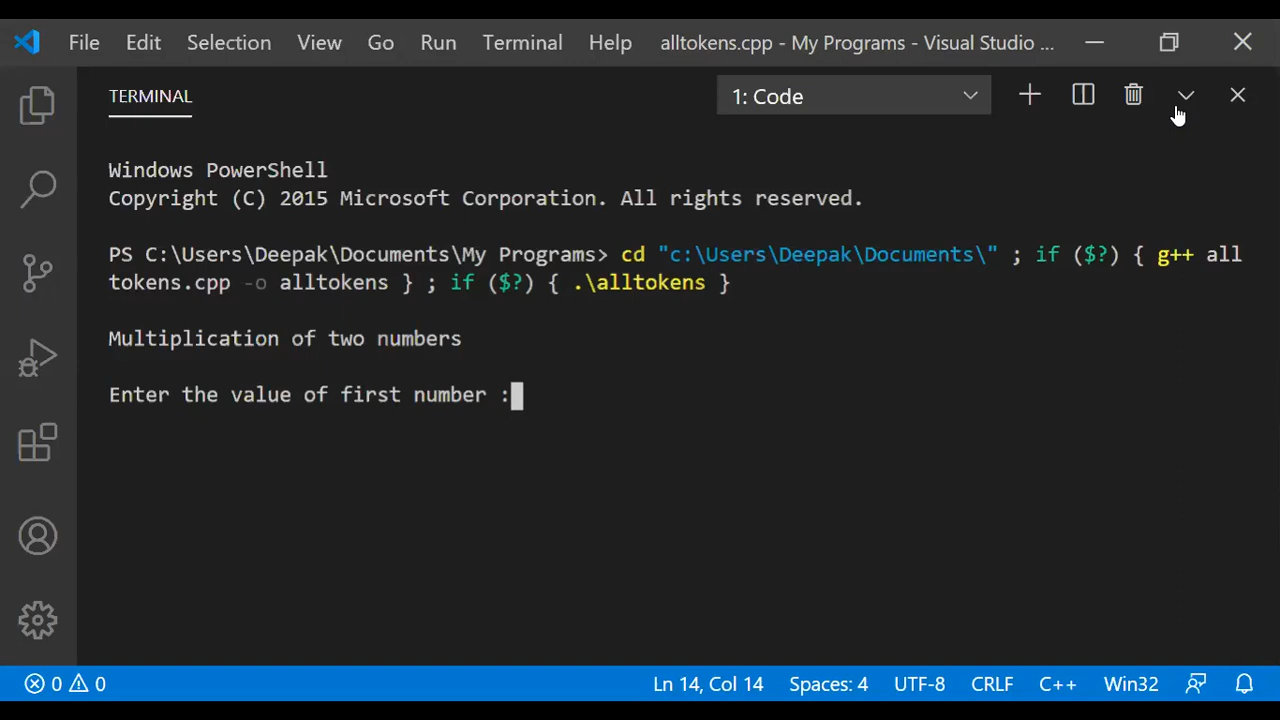 File Edit Selection View Go Run Terminal Help alltokens.cpp - My Programs - Visual Studio ...
TERMINAL 1: Code
Windows PowerShell
Copyright (C) 2015 Microsoft Corporation. All rights reserved.
PS C:\Users\Deepak\Documents\My Programs> cd "c:\Users\Deepak\Documents\" ; if ($?) { g++ all
tokens.cpp -o alltokens } ; if ($?) { .\alltokens }
Multiplication of two numbers
Enter the value of first number :
0 0 Ln 14, Col 14 Spaces: 4 UTF-8 CRLF C++ Win32